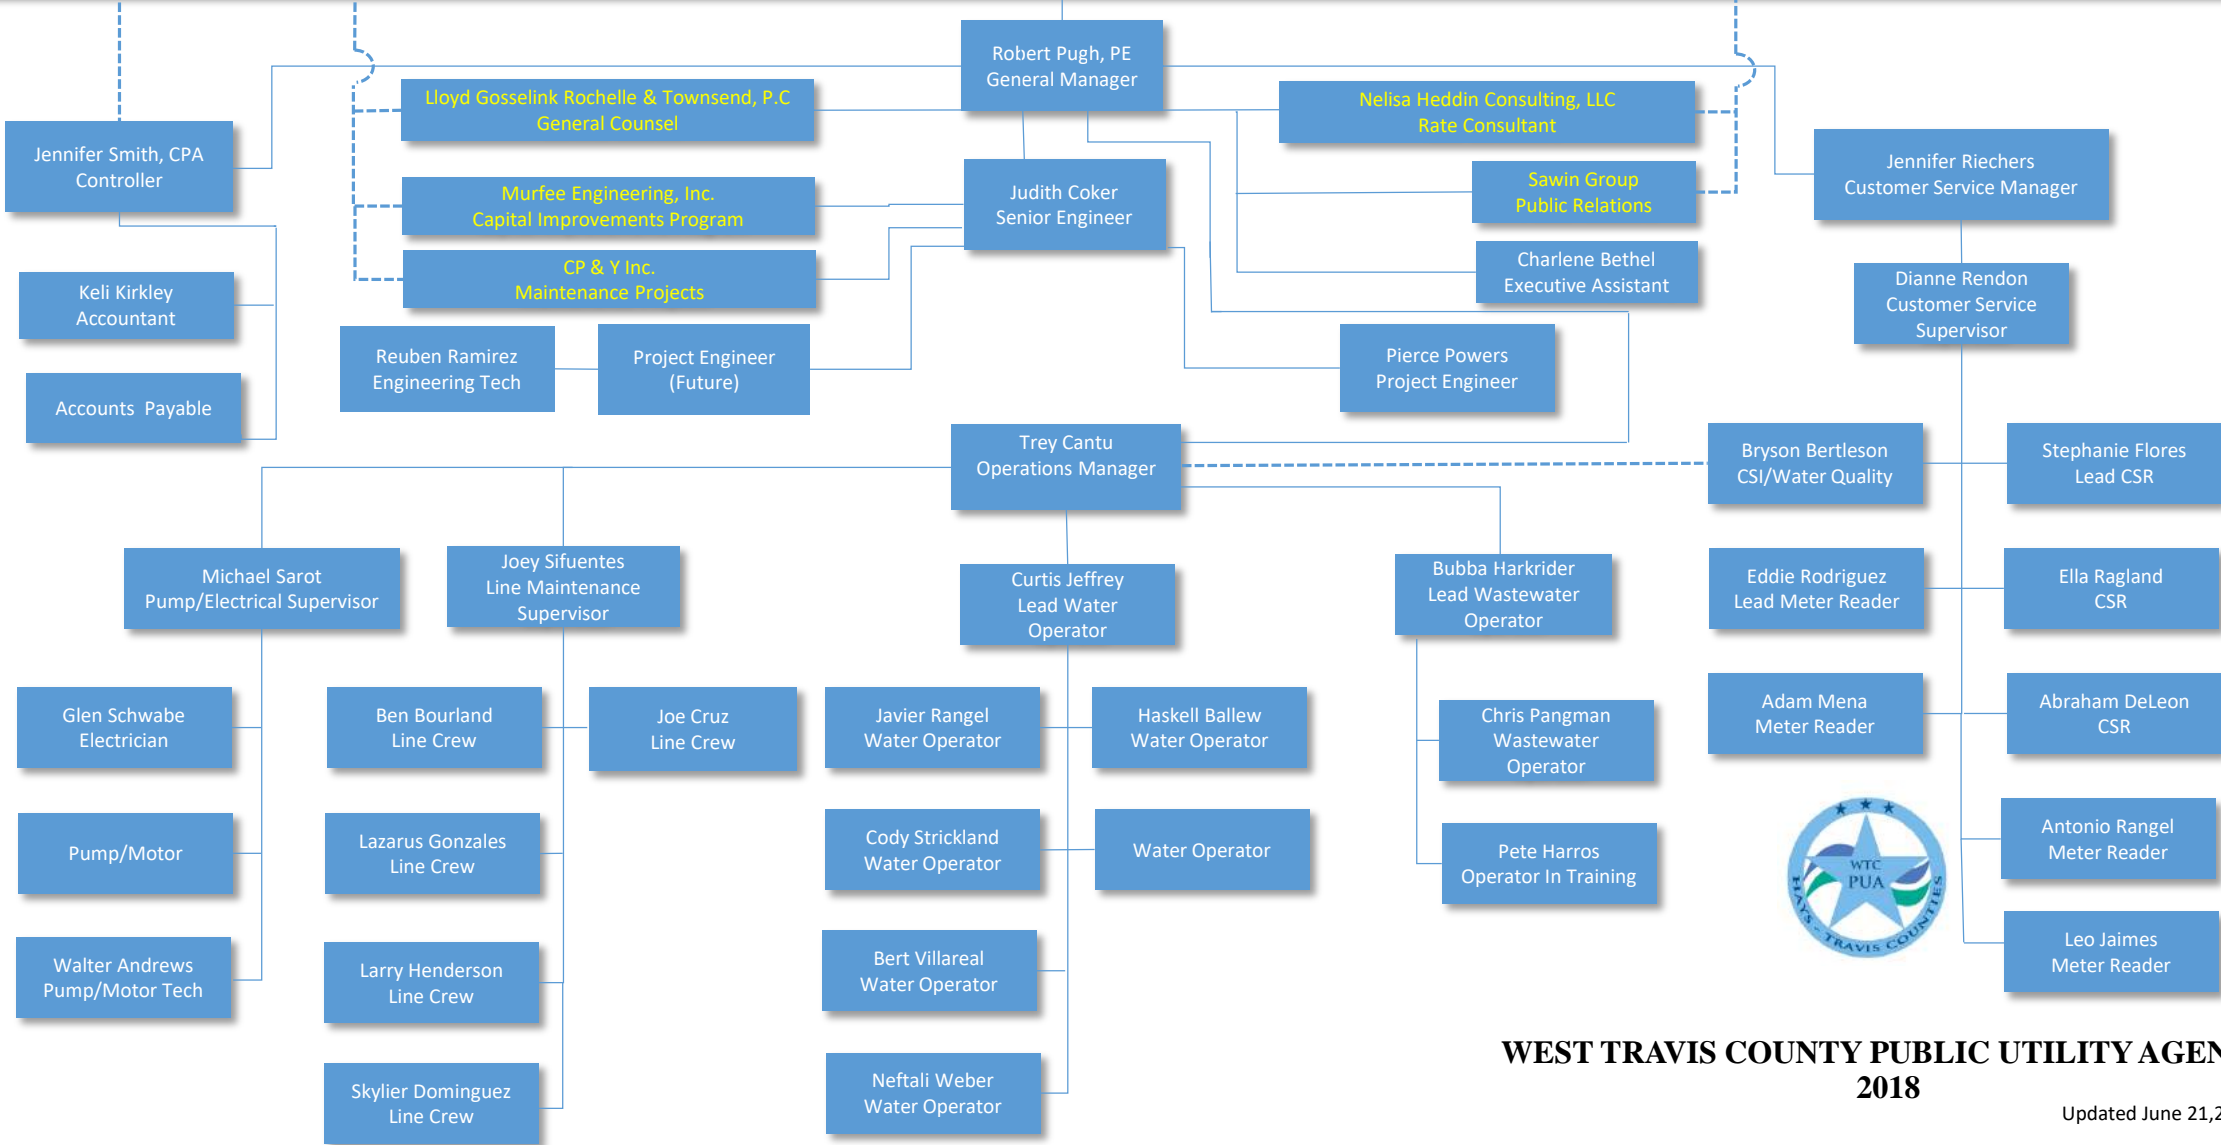 Robert Pugh, PE
General Manager
Lloyd Gosselink Rochelle & Townsend, P.C
General Counsel
Nelisa Heddin Consulting, LLC
Rate Consultant
Jennifer Smith, CPA
Controller
Jennifer Riechers
Customer Service Manager
Murfee Engineering, Inc.
Capital Improvements Program
Judith Coker
Senior Engineer
Sawin Group
Public Relations
CP & Y Inc.
Maintenance Projects
Charlene Bethel
Executive Assistant
Keli Kirkley
Accountant
Dianne Rendon
Customer Service
Supervisor
Reuben Ramirez
Engineering Tech
Project Engineer
(Future)
Pierce Powers
Project Engineer
Accounts Payable
Trey Cantu
Operations Manager
Bryson Bertleson
CSI/Water Quality
Stephanie Flores
Lead CSR
Michael Sarot
Pump/Electrical Supervisor
Joey Sifuentes
Line Maintenance
Supervisor
Curtis Jeffrey
Lead Water
Operator
Bubba Harkrider
Lead Wastewater
Operator
Eddie Rodriguez
Lead Meter Reader
Ella Ragland
CSR
Glen Schwabe
Electrician
Ben Bourland
Line Crew
Joe Cruz
Line Crew
Javier Rangel
Water Operator
Haskell Ballew
Water Operator
Chris Pangman
Wastewater
Operator
Adam Mena
Meter Reader
Abraham DeLeon
CSR
Pump/Motor
Lazarus Gonzales
Line Crew
Cody Strickland
Water Operator
Water Operator
Pete Harros
Operator In Training
WTC
PUA
HAYS - TRAVIS COUNTIES
Antonio Rangel
Meter Reader
Walter Andrews
Pump/Motor Tech
Larry Henderson
Line Crew
Bert Villareal
Water Operator
Leo Jaimes
Meter Reader
Skylier Dominguez
Line Crew
Neftali Weber
Water Operator
WEST TRAVIS COUNTY PUBLIC UTILITY AGEN
2018
Updated June 21,2